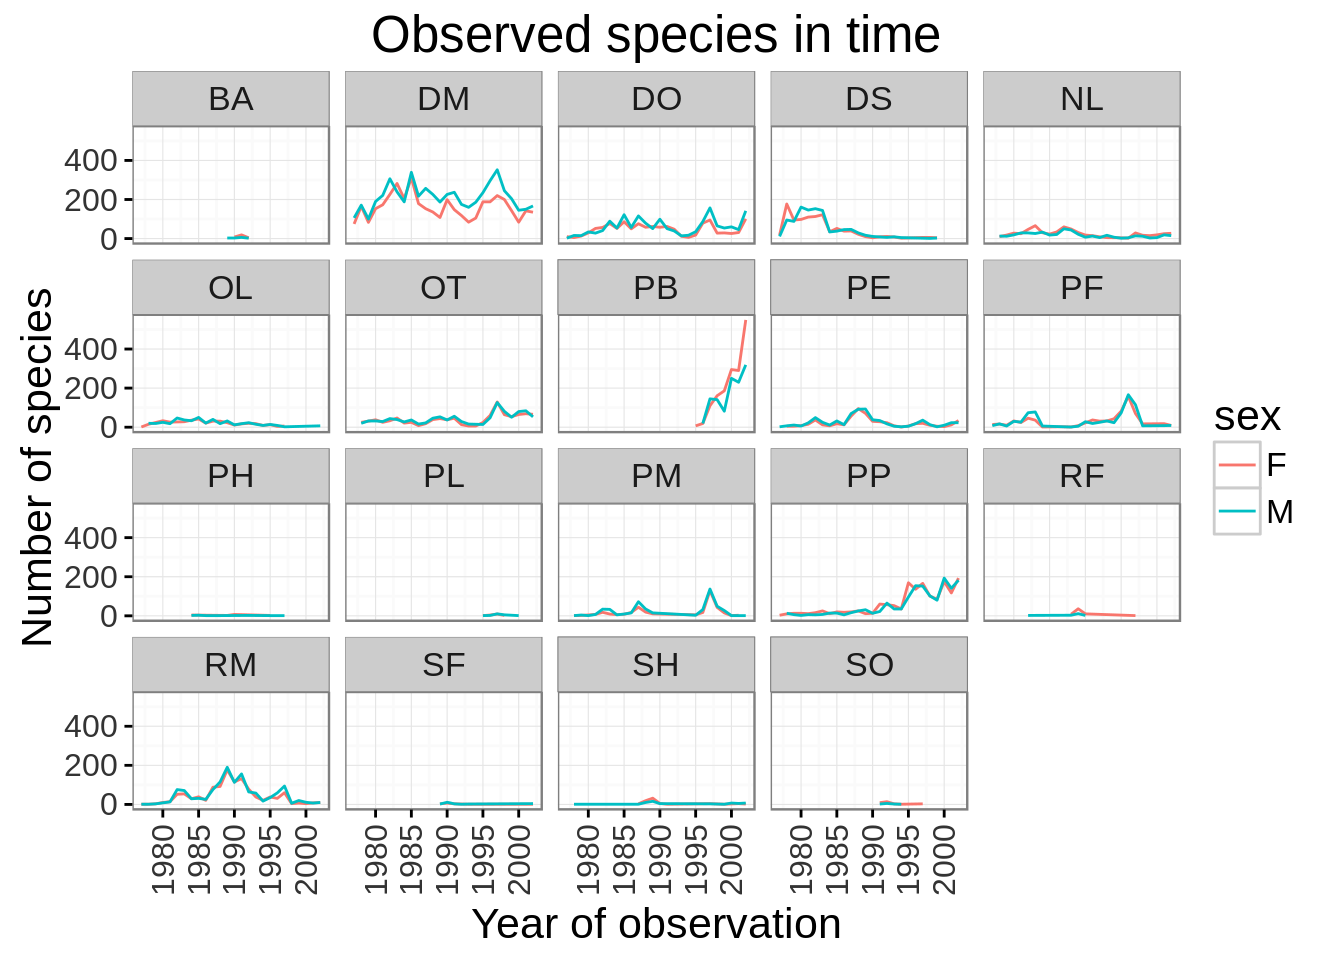 Observed species in time
BA DM DO DS NL
400
200
0
OL OT PB PE PF
400
200
0
PH PL PM PP RF
400
200
0
RM SF SH SO
400
200
0
1980 1985 1990 1995 2000 1980 1985 1990 1995 2000 1980 1985 1990 1995 2000 1980 1985 1990 1995 2000
Year of observation
Number of species
sex
F
M